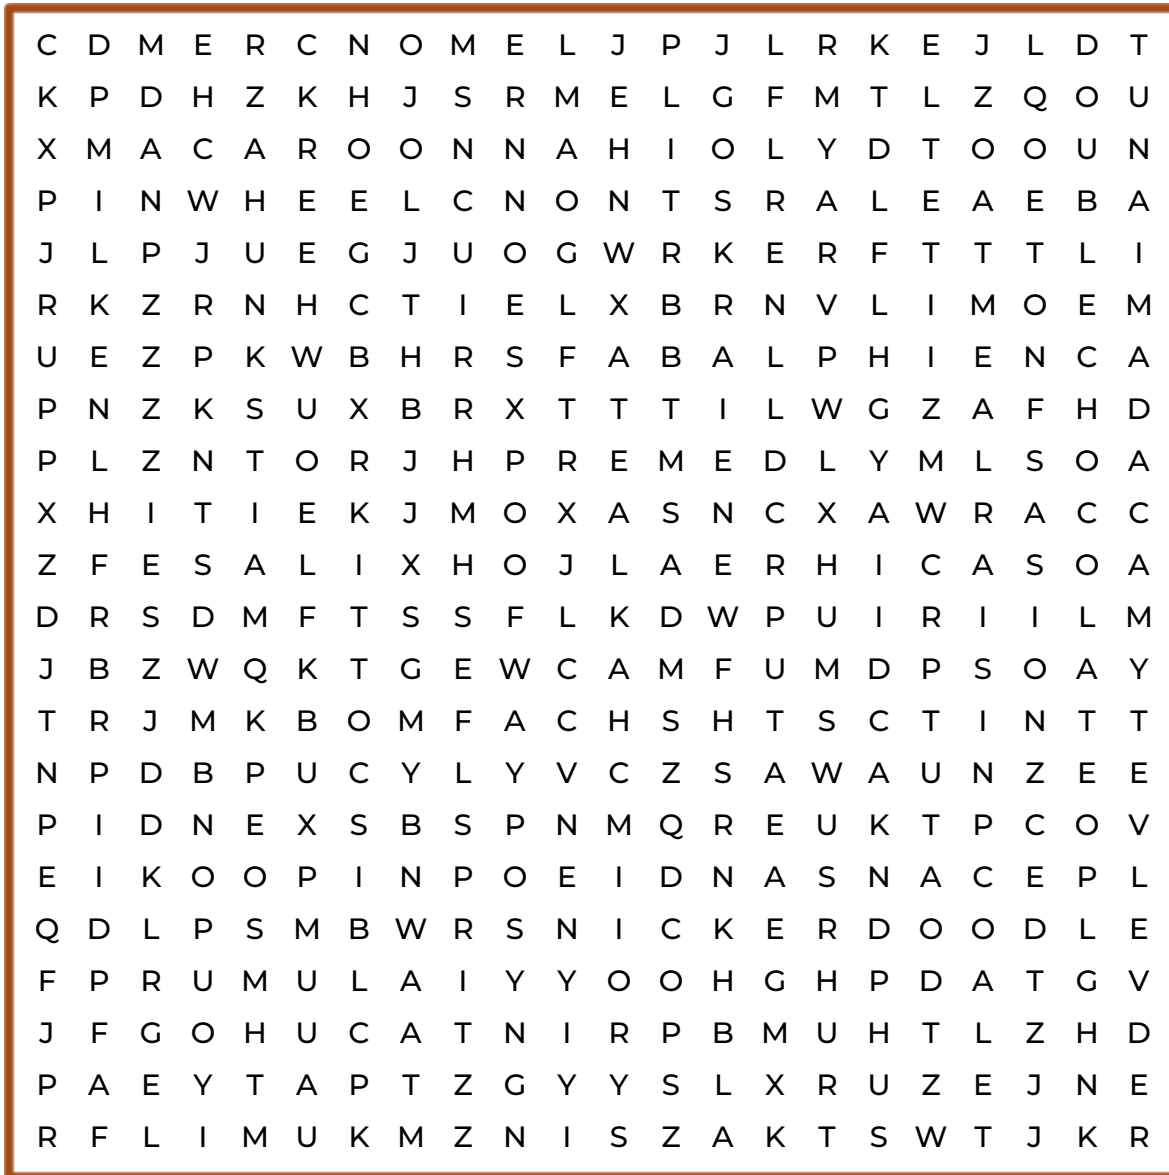 C D M E R C N O M E L J P J L R K E J L D T
K P D H Z K H J S R M E L G F M T L Z Q O U
X M A C A R O O N N A H I O L Y D T O O U N
P I N W H E E L C N O N T S R A L E A E B A
J L P J U E G J U O G W R K E R F T T T L I
R K Z R N H C T I E L X B R N V L I M O E M
U E Z P K W B H R S F A B A L P H I E N C A
P N Z K S U X B R X T T T I L W G Z A F H D
P L Z N T O R J H P R E M E D L Y M L S O A
X H I T I E K J M O X A S N C X A W R A C C
Z F E S A L I X H O J L A E R H I C A S O A
D R S D M F T S S F L K D W P U I R I I L M
J B Z W Q K T G E W C A M F U M D P S O A Y
T R J M K B O M F A C H S H T S C T I N T T
N P D B P U C Y L Y V C Z S A W A U N Z E E
P I D N E X S B S P N M Q R E U K T P C O V
E I K O O P I N P O E I D N A S N A C E P L
Q D L P S M B W R S N I C K E R D O O D L E
F P R U M U L A I Y Y O O H G H P D A T G V
J F G O H U C A T N I R P B M U H T L Z H D
P A E Y T A P T Z G Y Y S L X R U Z E J N E
R F L I M U K M Z N I S Z A K T S W T J K R